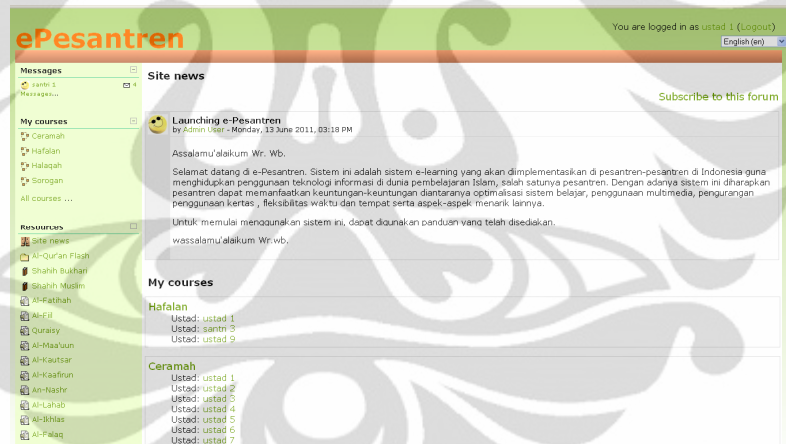 ePesantren
You are logged in as ustad 1 (Logout)
English (en)
Messages
santri 1 4
Messages...
My courses
Ceramah
Hafalan
Halaqah
Sorogan
All courses ...
Resources
Site news
Al-Qur'an Flash
Shahih Bukhari
Shahih Muslim
Al-Fatihah
Al-Fiil
Quraisy
Al-Maa'uun
Al-Kautsar
Al-Kaafirun
An-Nashr
Al-Lahab
Al-Ikhlas
Al-Falaq
Site news
Subscribe to this forum
Launching e-Pesantren
by Admin User - Monday, 13 June 2011, 03:18 PM
Assalamu'alaikum Wr. Wb.
Selamat datang di e-Pesantren. Sistem ini adalah sistem e-learning yang akan diimplementasikan di pesantren-pesantren di Indonesia guna
menghidupkan penggunaan teknologi informasi di dunia pembelajaran Islam, salah satunya pesantren. Dengan adanya sistem ini diharapkan
pesantren dapat memanfaatkan keuntungan-keuntungan diantaranya optimalisasi sistem belajar, penggunaan multimedia, pengurangan
penggunaan kertas , fleksibilitas waktu dan tempat serta aspek-aspek menarik lainnya.
Untuk memulai menggunakan sistem ini, dapat digunakan panduan yang telah disediakan.
wassalamu'alaikum Wr.wb.
My courses
Hafalan
Ustad: ustad 1
Ustad: santri 3
Ustad: ustad 9
Ceramah
Ustad: ustad 1
Ustad: ustad 2
Ustad: ustad 3
Ustad: ustad 4
Ustad: ustad 5
Ustad: ustad 6
Ustad: ustad 7